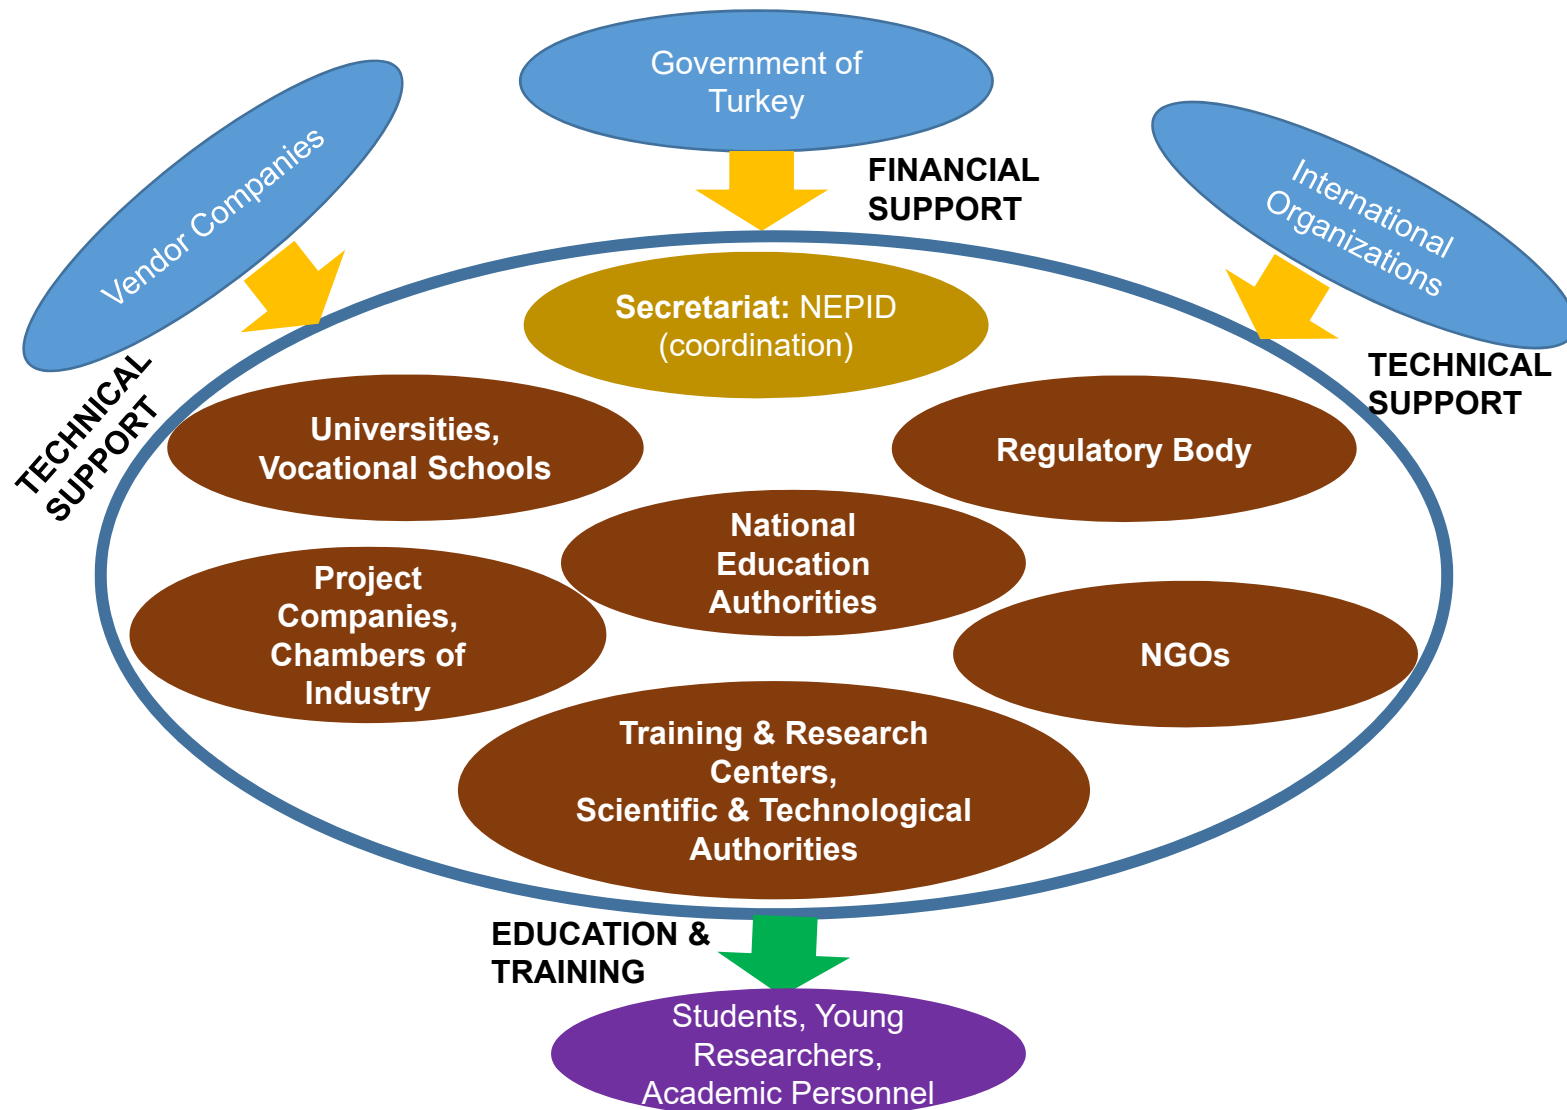 Government of
Turkey
Vendor Companies
International
Organizations
FINANCIAL
SUPPORT
TECHNICAL
SUPPORT
TECHNICAL
SUPPORT
Secretariat: NEPID
(coordination)
Universities,
Vocational Schools
Regulatory Body
National
Education
Authorities
Project
Companies,
Chambers of
Industry
NGOs
Training & Research
Centers,
Scientific & Technological
Authorities
EDUCATION &
TRAINING
Students, Young
Researchers,
Academic Personnel